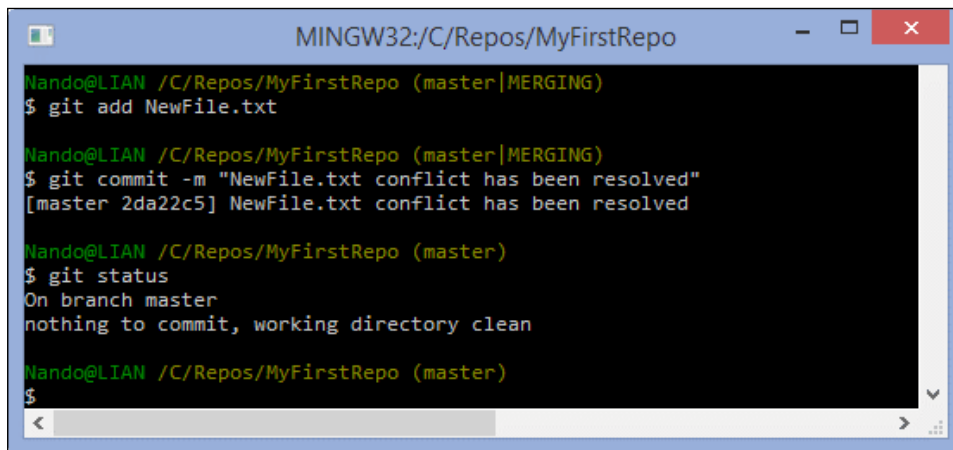 MINGW32:/C/Repos/MyFirstRepo
Nando@LIAN /C/Repos/MyFirstRepo (master|MERGING)
$ git add NewFile.txt
Nando@LIAN /C/Repos/MyFirstRepo (master|MERGING)
$ git commit -m "NewFile.txt conflict has been resolved"
[master 2da22c5] NewFile.txt conflict has been resolved
Nando@LIAN /C/Repos/MyFirstRepo (master)
$ git status
On branch master
nothing to commit, working directory clean
Nando@LIAN /C/Repos/MyFirstRepo (master)
$